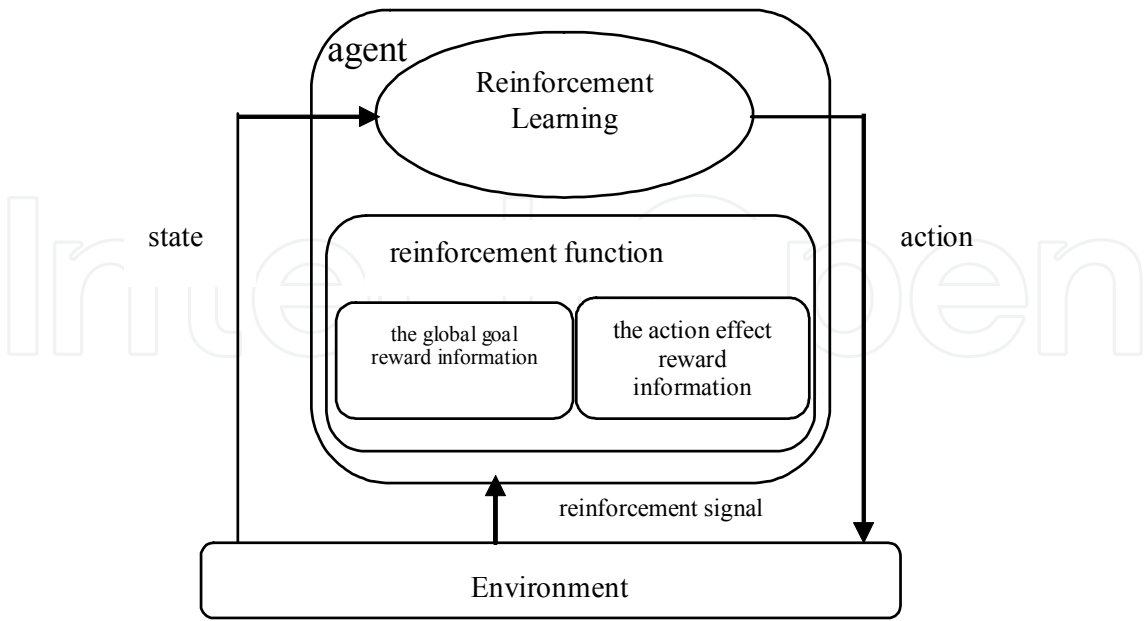 agent
Reinforcement
Learning
state
action
reinforcement function
the global goal
reward information
the action effect
reward
information
reinforcement signal
Environment